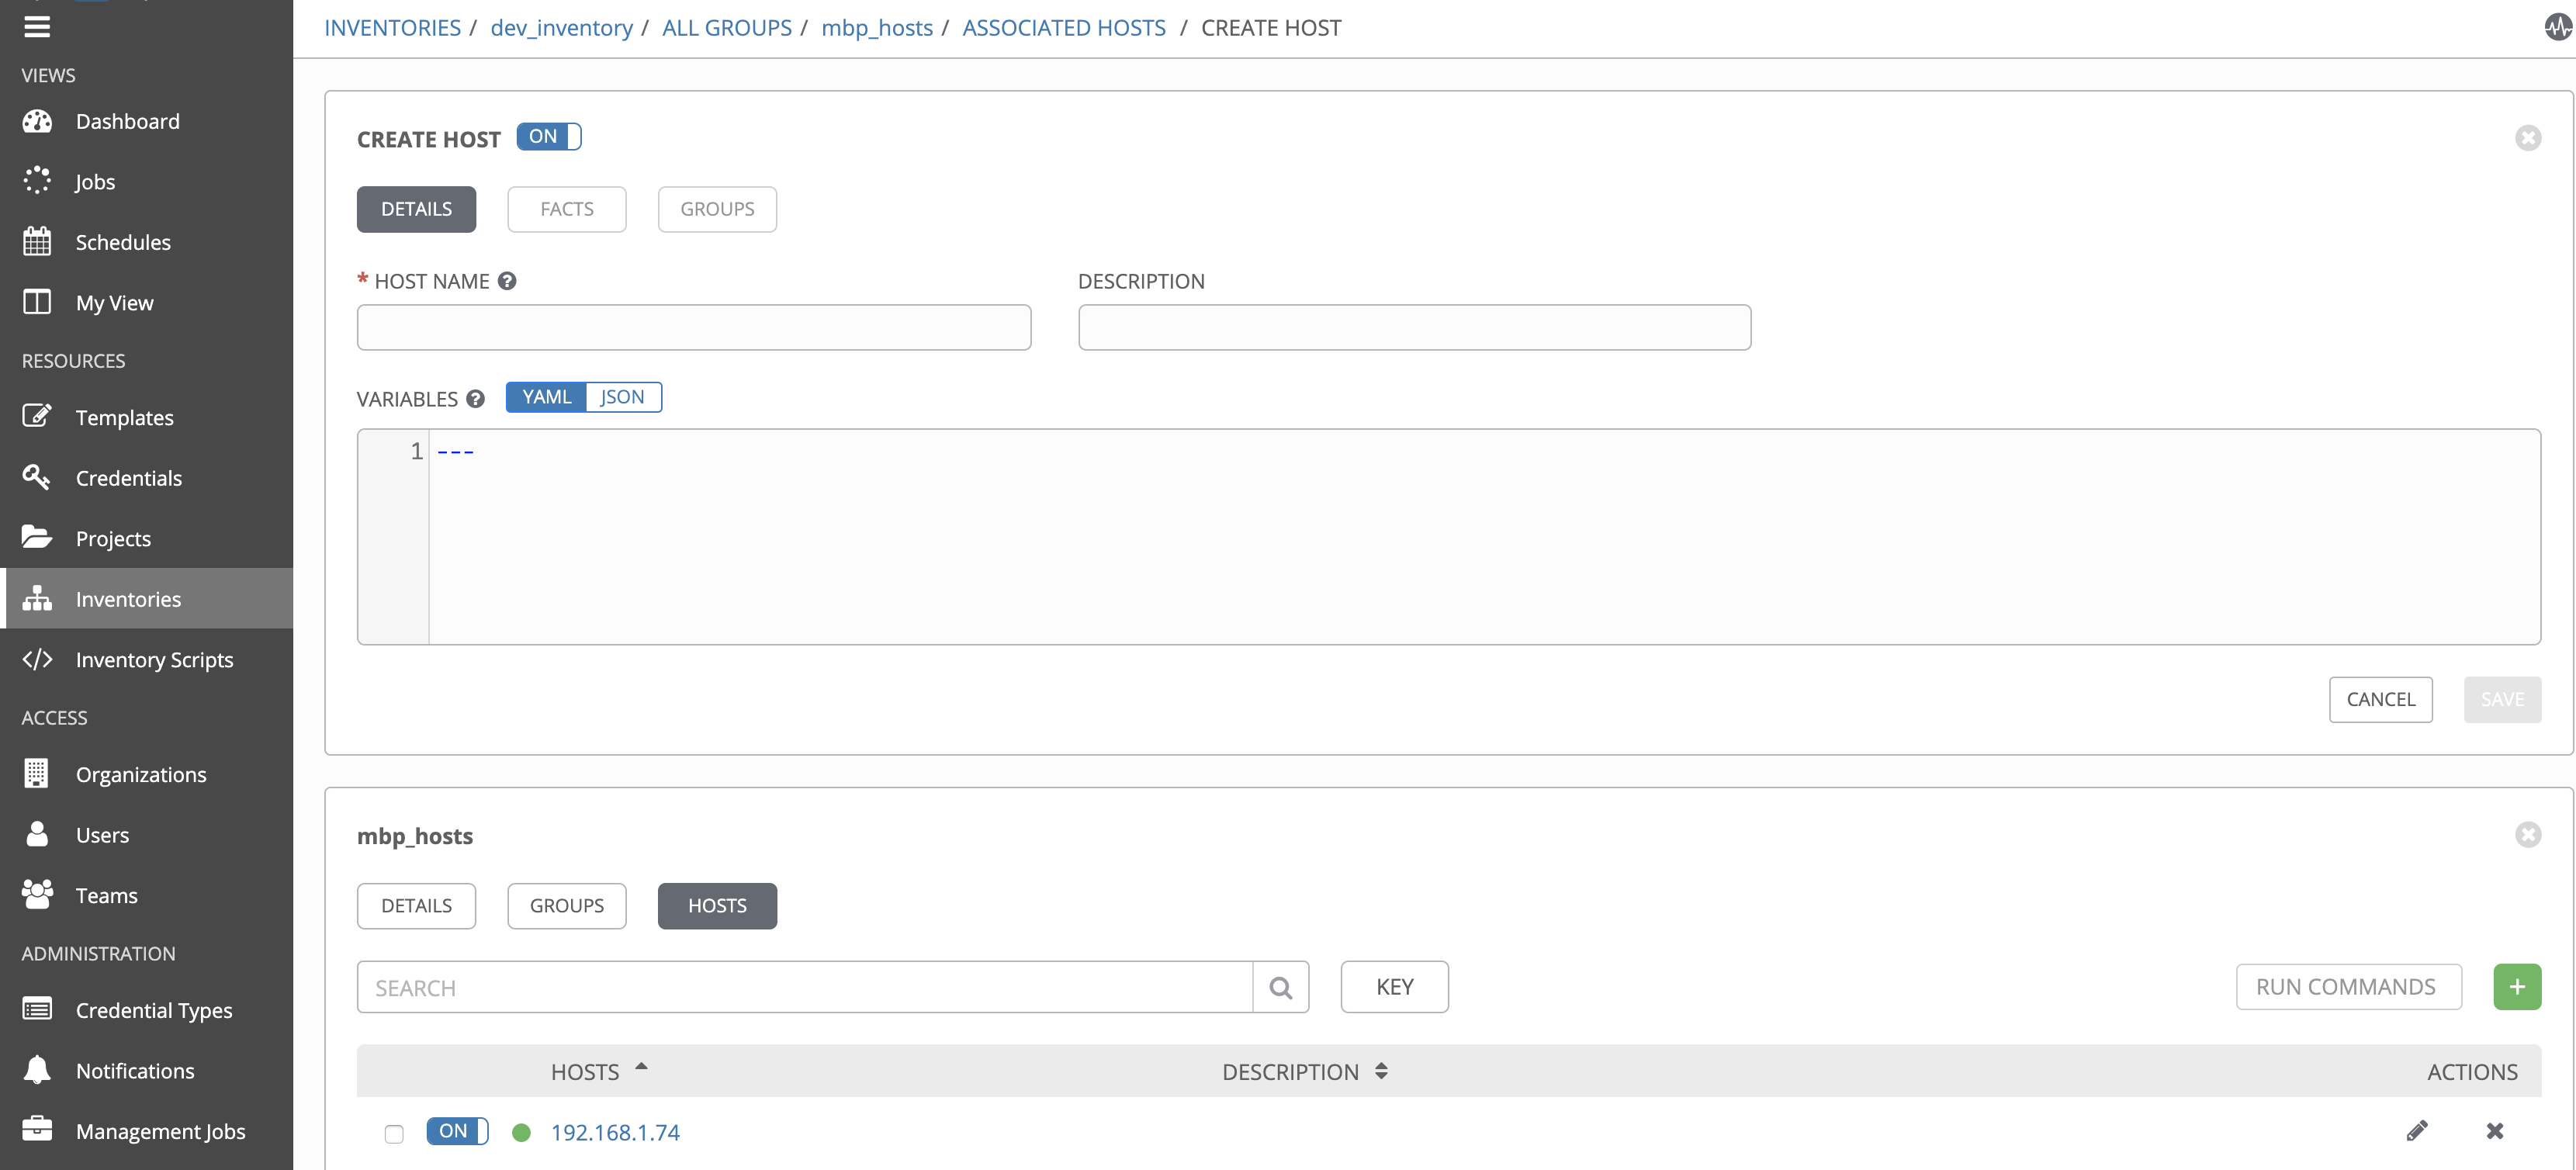 INVENTORIES / dev_inventory / ALL GROUPS / mbp_hosts / ASSOCIATED HOSTS / CREATE HOST
VIEWS
Dashboard
Jobs
Schedules
My View
RESOURCES
Templates
Credentials
Projects
Inventories
Inventory Scripts
ACCESS
Organizations
Users
Teams
ADMINISTRATION
Credential Types
Notifications
Management Jobs
CREATE HOST ON
DETAILS FACTS GROUPS
* HOST NAME ? DESCRIPTION
VARIABLES ? YAML JSON
1 ---
CANCEL SAVE
mbp_hosts
DETAILS GROUPS HOSTS
SEARCH KEY RUN COMMANDS +
HOSTS DESCRIPTION ACTIONS
ON 192.168.1.74